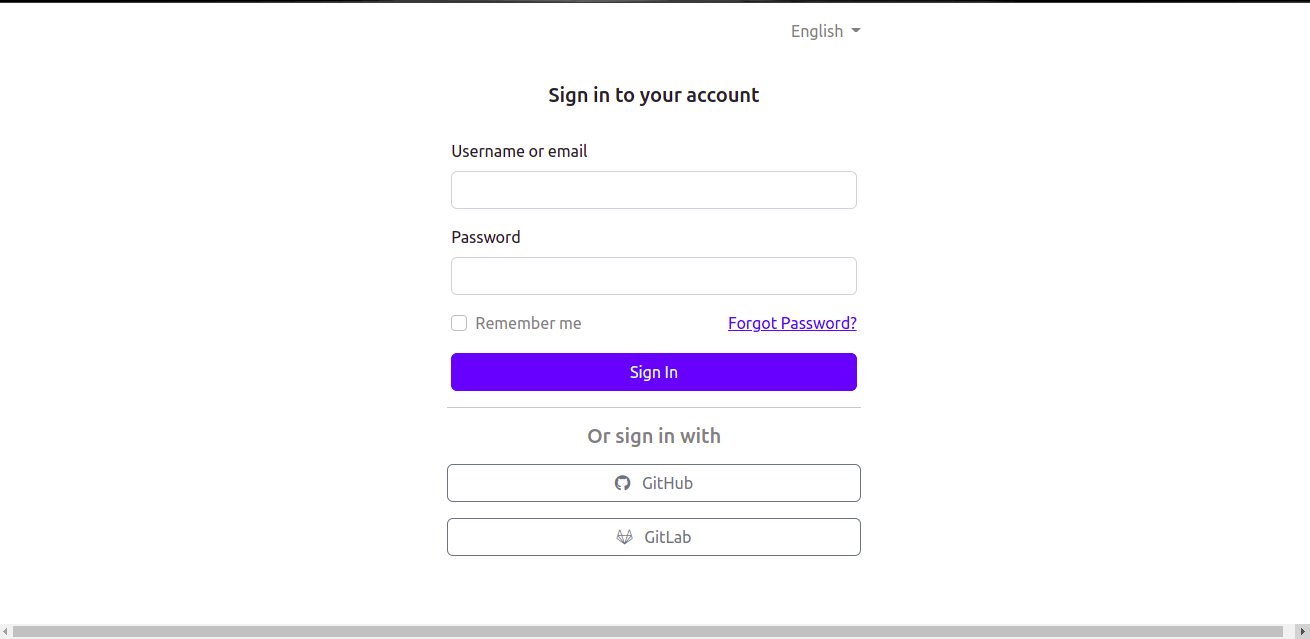 English
Sign in to your account
Username or email
Password
Remember me Forgot Password?
Sign In
Or sign in with
GitHub
GitLab